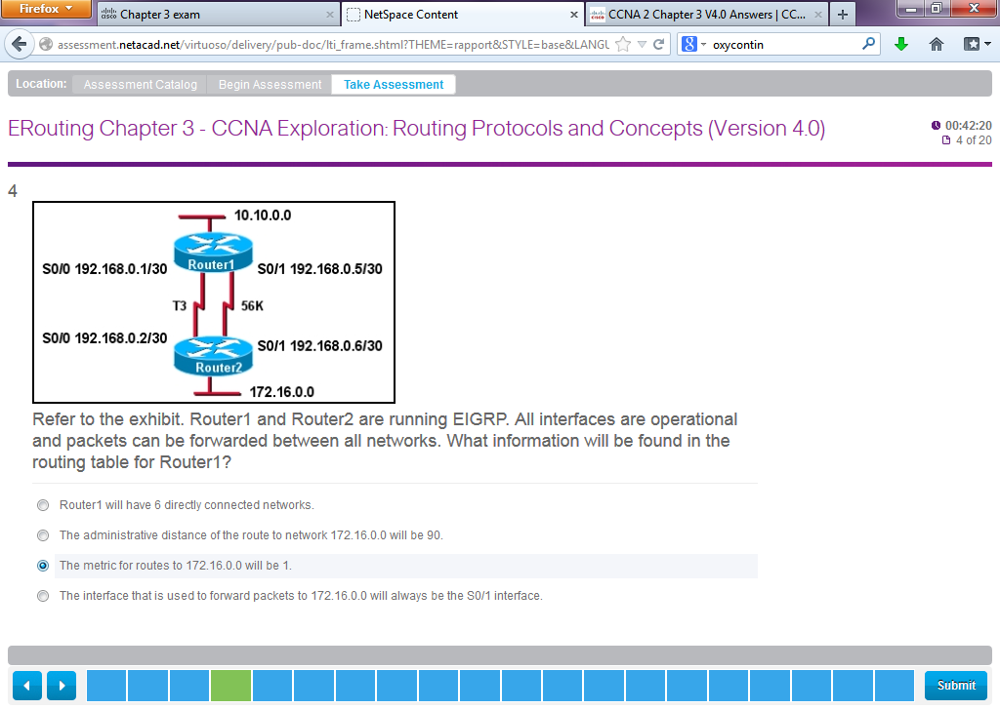 Firefox
Chapter 3 exam
NetSpace Content
CCNA 2 Chapter 3 V4.0 Answers | CC...
assessment.netacad.net/virtuoso/delivery/pub-doc/lti_frame.shtml?THEME=rapport&STYLE=base&LANGU
8
oxycontin
Location:
Assessment Catalog
Begin Assessment
Take Assessment
ERouting Chapter 3 - CCNA Exploration: Routing Protocols and Concepts (Version 4.0)
00:42:20
4 of 20
4
10.10.0.0
Router1
S0/0 192.168.0.1/30
S0/1 192.168.0.5/30
T3
56K
S0/0 192.168.0.2/30
S0/1 192.168.0.6/30
Router2
172.16.0.0
Refer to the exhibit. Router1 and Router2 are running EIGRP. All interfaces are operational
and packets can be forwarded between all networks. What information will be found in the
routing table for Router1?
Router1 will have 6 directly connected networks.
The administrative distance of the route to network 172.16.0.0 will be 90.
The metric for routes to 172.16.0.0 will be 1.
The interface that is used to forward packets to 172.16.0.0 will always be the S0/1 interface.
Submit